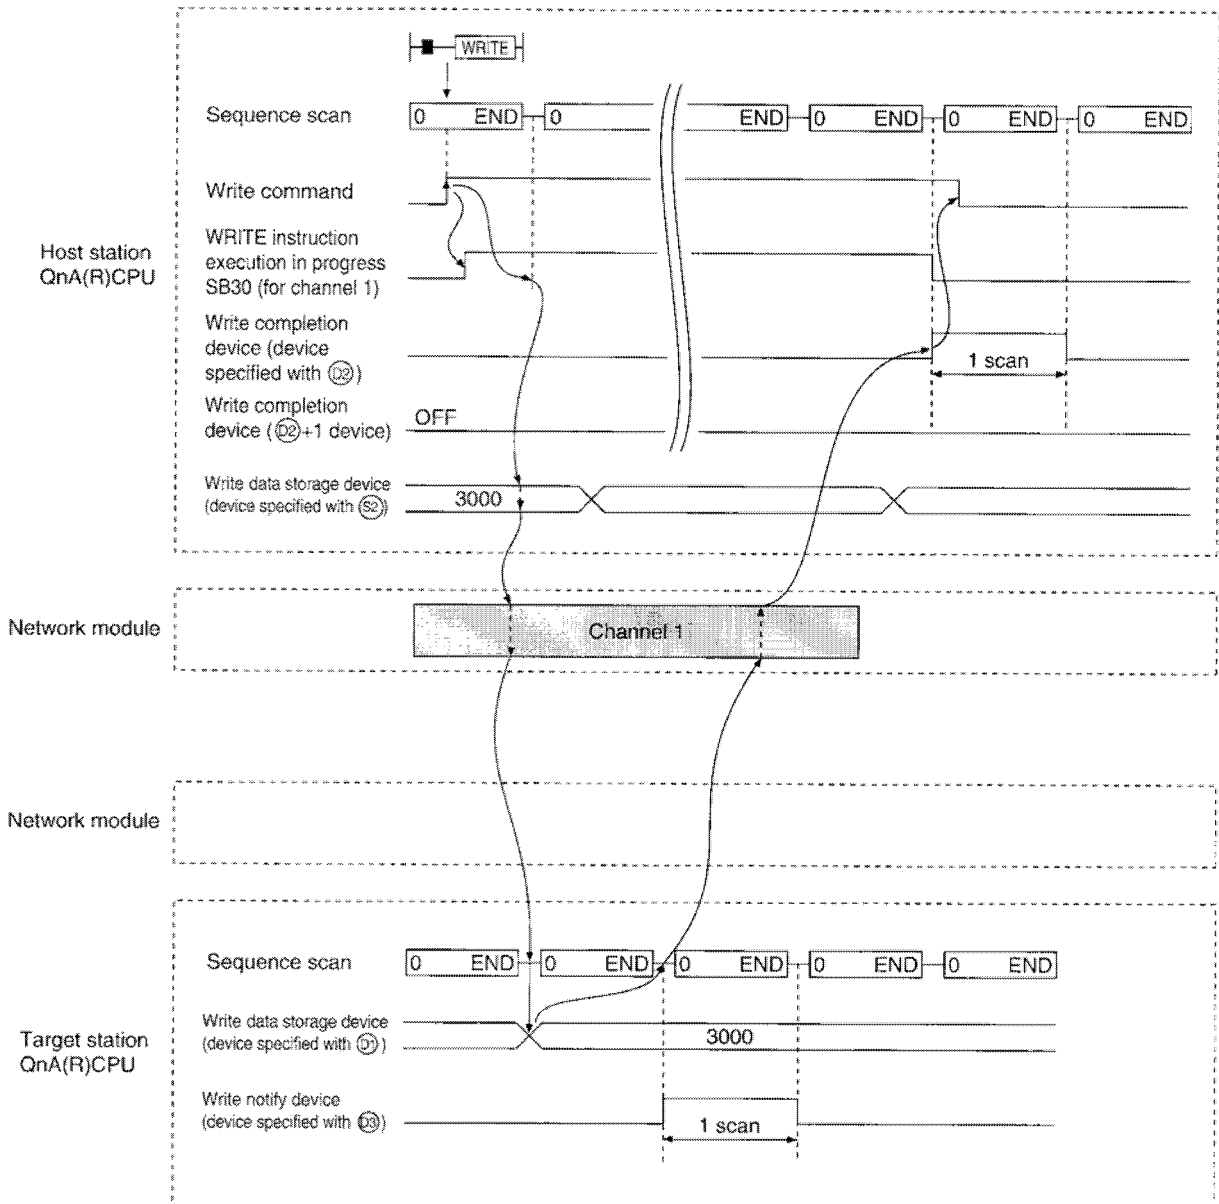 WRITE
Sequence scan
0 END 0 END 0 END 0 END 0 END
Write command
Host station
QnA(R)CPU
WRITE instruction
execution in progress
SB30 (for channel 1)
Write completion
device (device
specified with D2)
1 scan
Write completion
device (D2+1 device)
OFF
Write data storage device
(device specified with S2)
3000
Network module
Channel 1
Network module
Sequence scan
0 END 0 END 0 END 0 END 0 END
Target station
QnA(R)CPU
Write data storage device
(device specified with D1)
3000
Write notify device
(device specified with D3)
1 scan